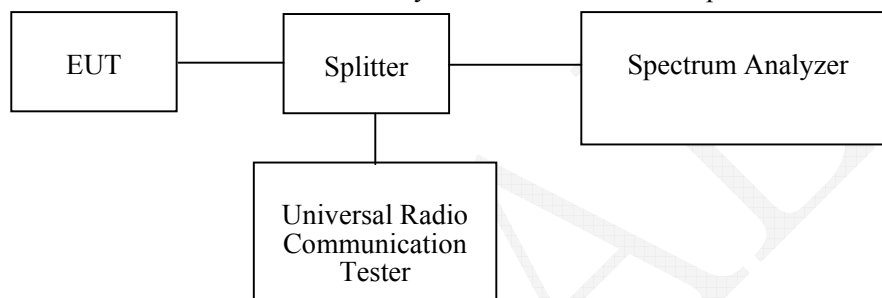 EUT
Splitter
Spectrum Analyzer
Universal Radio
Communication
Tester